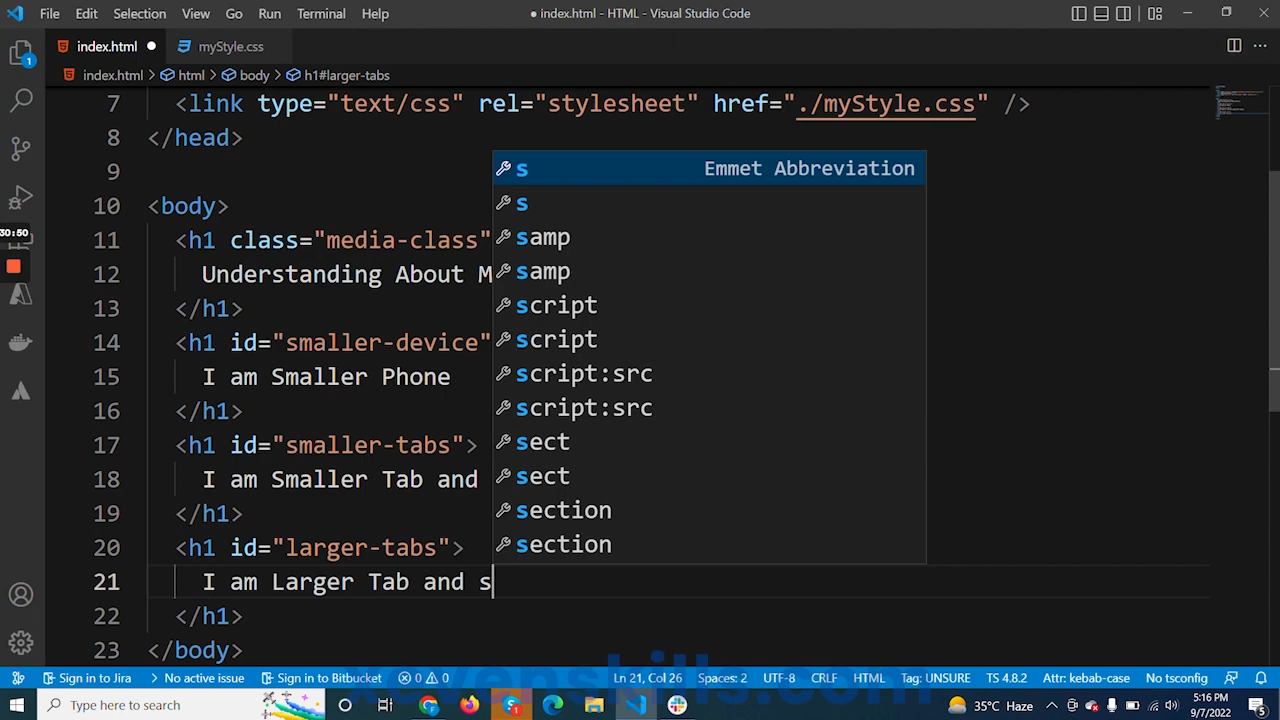 File Edit Selection View Go Run Terminal Help
● index.html - HTML - Visual Studio Code
index.html
myStyle.css
index.html > html > body > h1#larger-tabs
7 <link type="text/css" rel="stylesheet" href="./myStyle.css" />
8 </head>
9
10 <body>
11 <h1 class="media-class"
12 Understanding About M
13 </h1>
14 <h1 id="smaller-device"
15 I am Smaller Phone
16 </h1>
17 <h1 id="smaller-tabs">
18 I am Smaller Tab and
19 </h1>
20 <h1 id="larger-tabs">
21 I am Larger Tab and s
22 </h1>
23 </body>
s Emmet Abbreviation
s
samp
samp
script
script
script:src
script:src
sect
sect
section
section
1
30:50
Sign in to Jira > No active issue Sign in to Bitbucket 0 0 Ln 21, Col 26 Spaces: 2 UTF-8 CRLF HTML Tag: UNSURE TS 4.8.2 Attr: kebab-case No tsconfig
Type here to search
35°C Haze
5:16 PM
9/7/2022
5